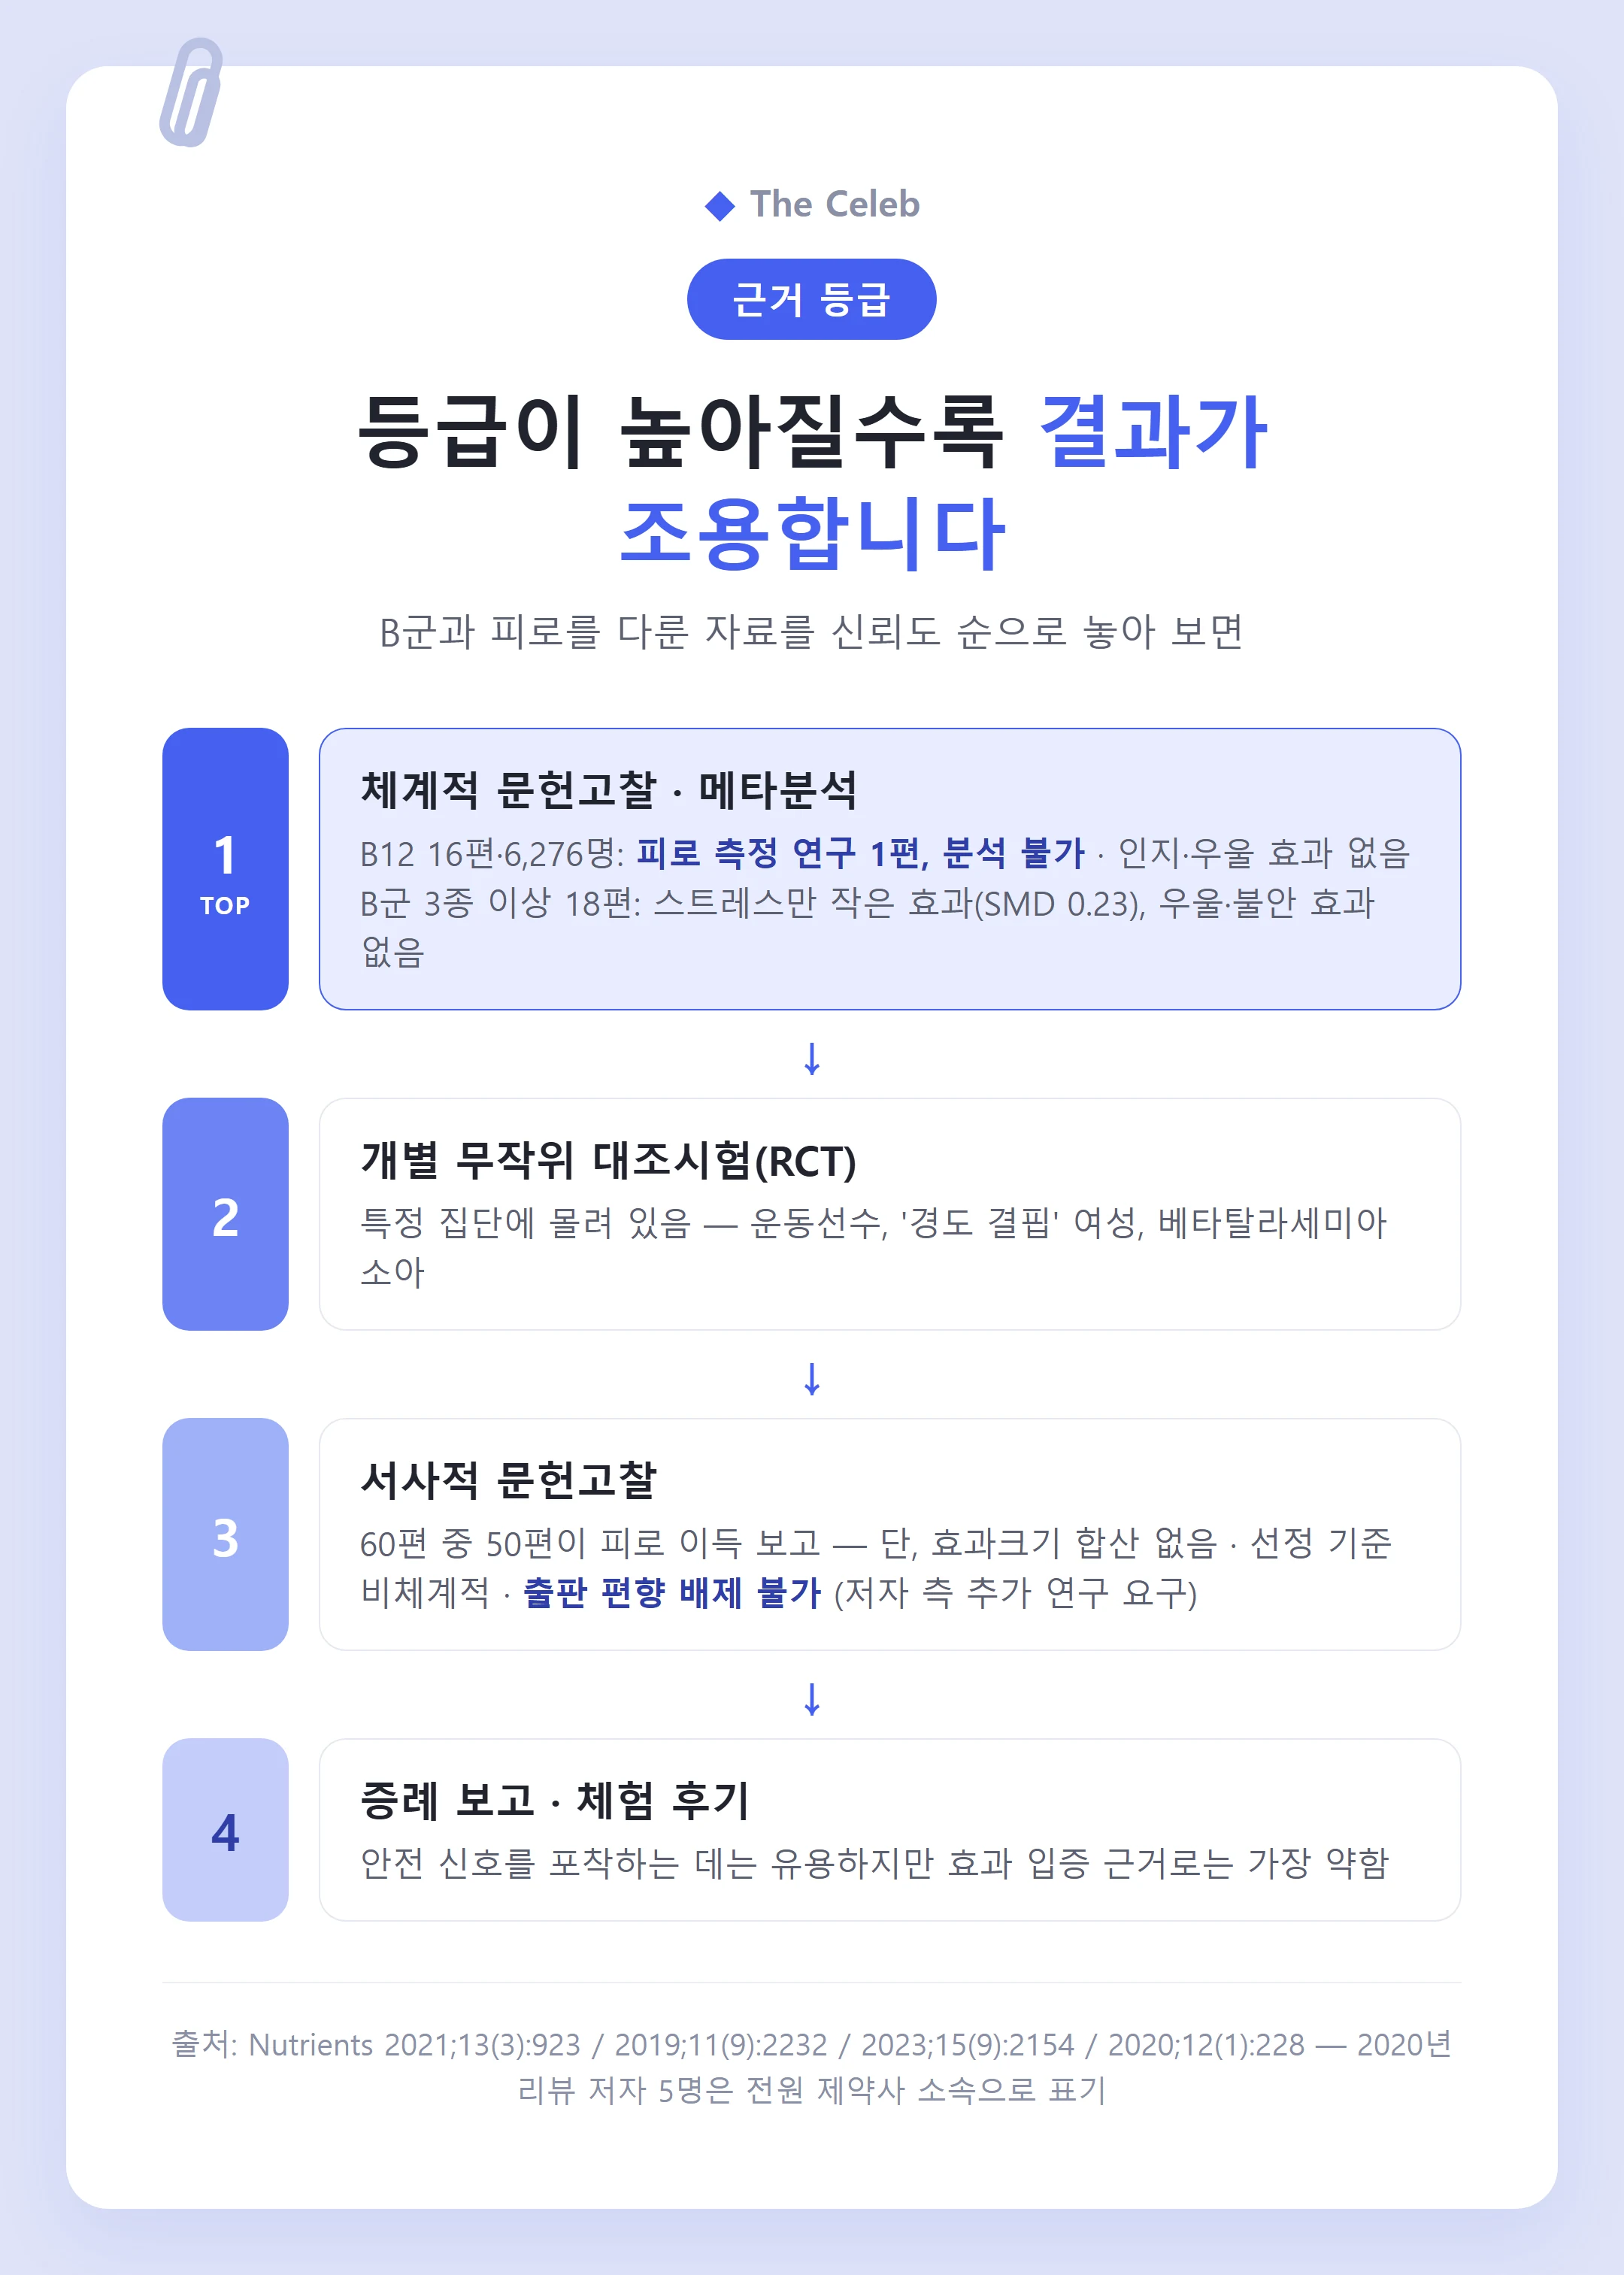 ◆ The Celeb
근거 등급
등급이 높아질수록 결과가
조용합니다
B군과 피로를 다룬 자료를 신뢰도 순으로 놓아 보면
1
TOP
체계적 문헌고찰 · 메타분석
B12 16편·6,276명: 피로 측정 연구 1편, 분석 불가 · 인지·우울 효과 없음
B군 3종 이상 18편: 스트레스만 작은 효과(SMD 0.23), 우울·불안 효과
없음
↓
2
개별 무작위 대조시험(RCT)
특정 집단에 몰려 있음 — 운동선수, '경도 결핍' 여성, 베타탈라세미아
소아
↓
3
서사적 문헌고찰
60편 중 50편이 피로 이득 보고 — 단, 효과크기 합산 없음 · 선정 기준
비체계적 · 출판 편향 배제 불가 (저자 측 추가 연구 요구)
↓
4
증례 보고 · 체험 후기
안전 신호를 포착하는 데는 유용하지만 효과 입증 근거로는 가장 약함
출처: Nutrients 2021;13(3):923 / 2019;11(9):2232 / 2023;15(9):2154 / 2020;12(1):228 — 2020년
리뷰 저자 5명은 전원 제약사 소속으로 표기